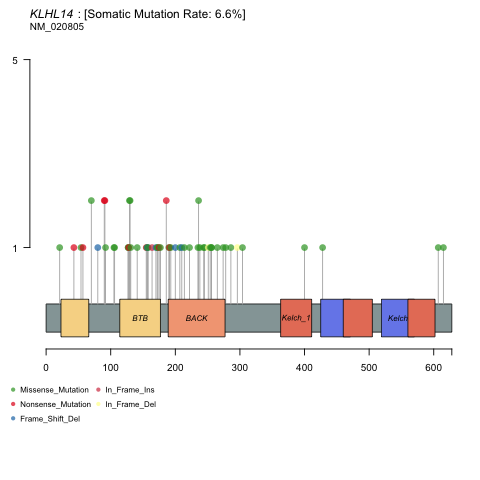 KLHL14 : [Somatic Mutation Rate: 6.6%]
NM_020805
5
1
BTB
BACK
Kelch_1
Kelch
0
100
200
300
400
500
600
Missense_Mutation
In_Frame_Ins
Nonsense_Mutation
In_Frame_Del
Frame_Shift_Del